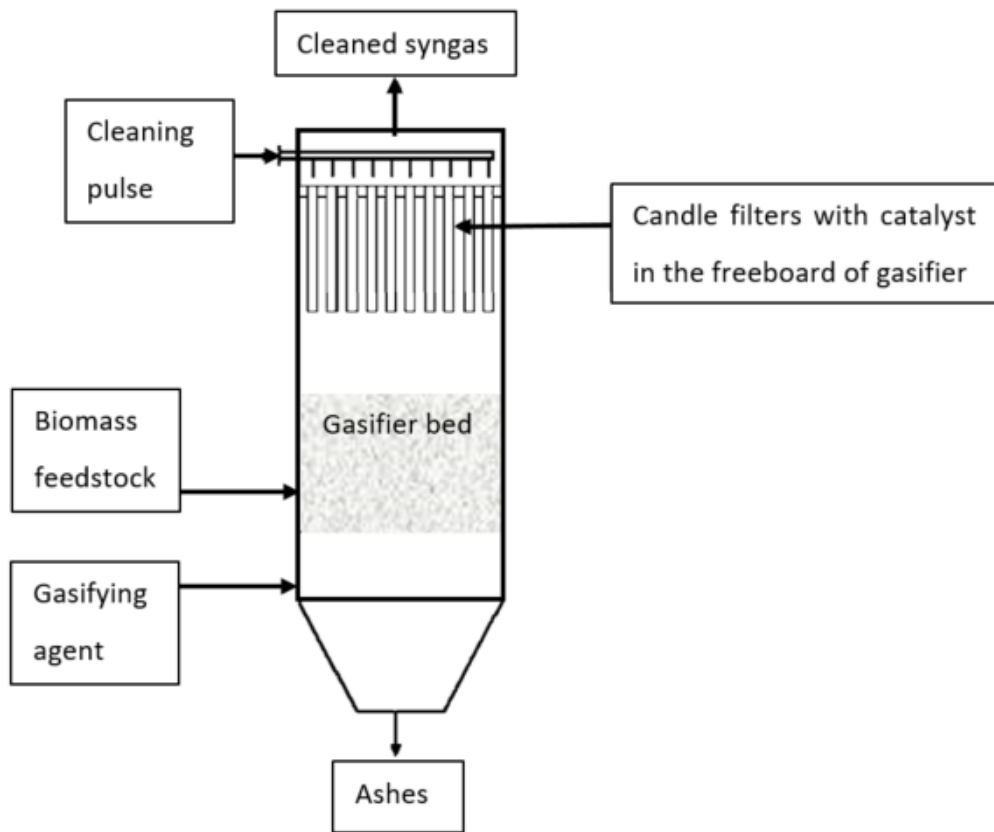 Cleaned syngas
Cleaning
pulse
Candle filters with catalyst
in the freeboard of gasifier
Biomass
feedstock
Gasifier bed
Gasifying
agent
Ashes